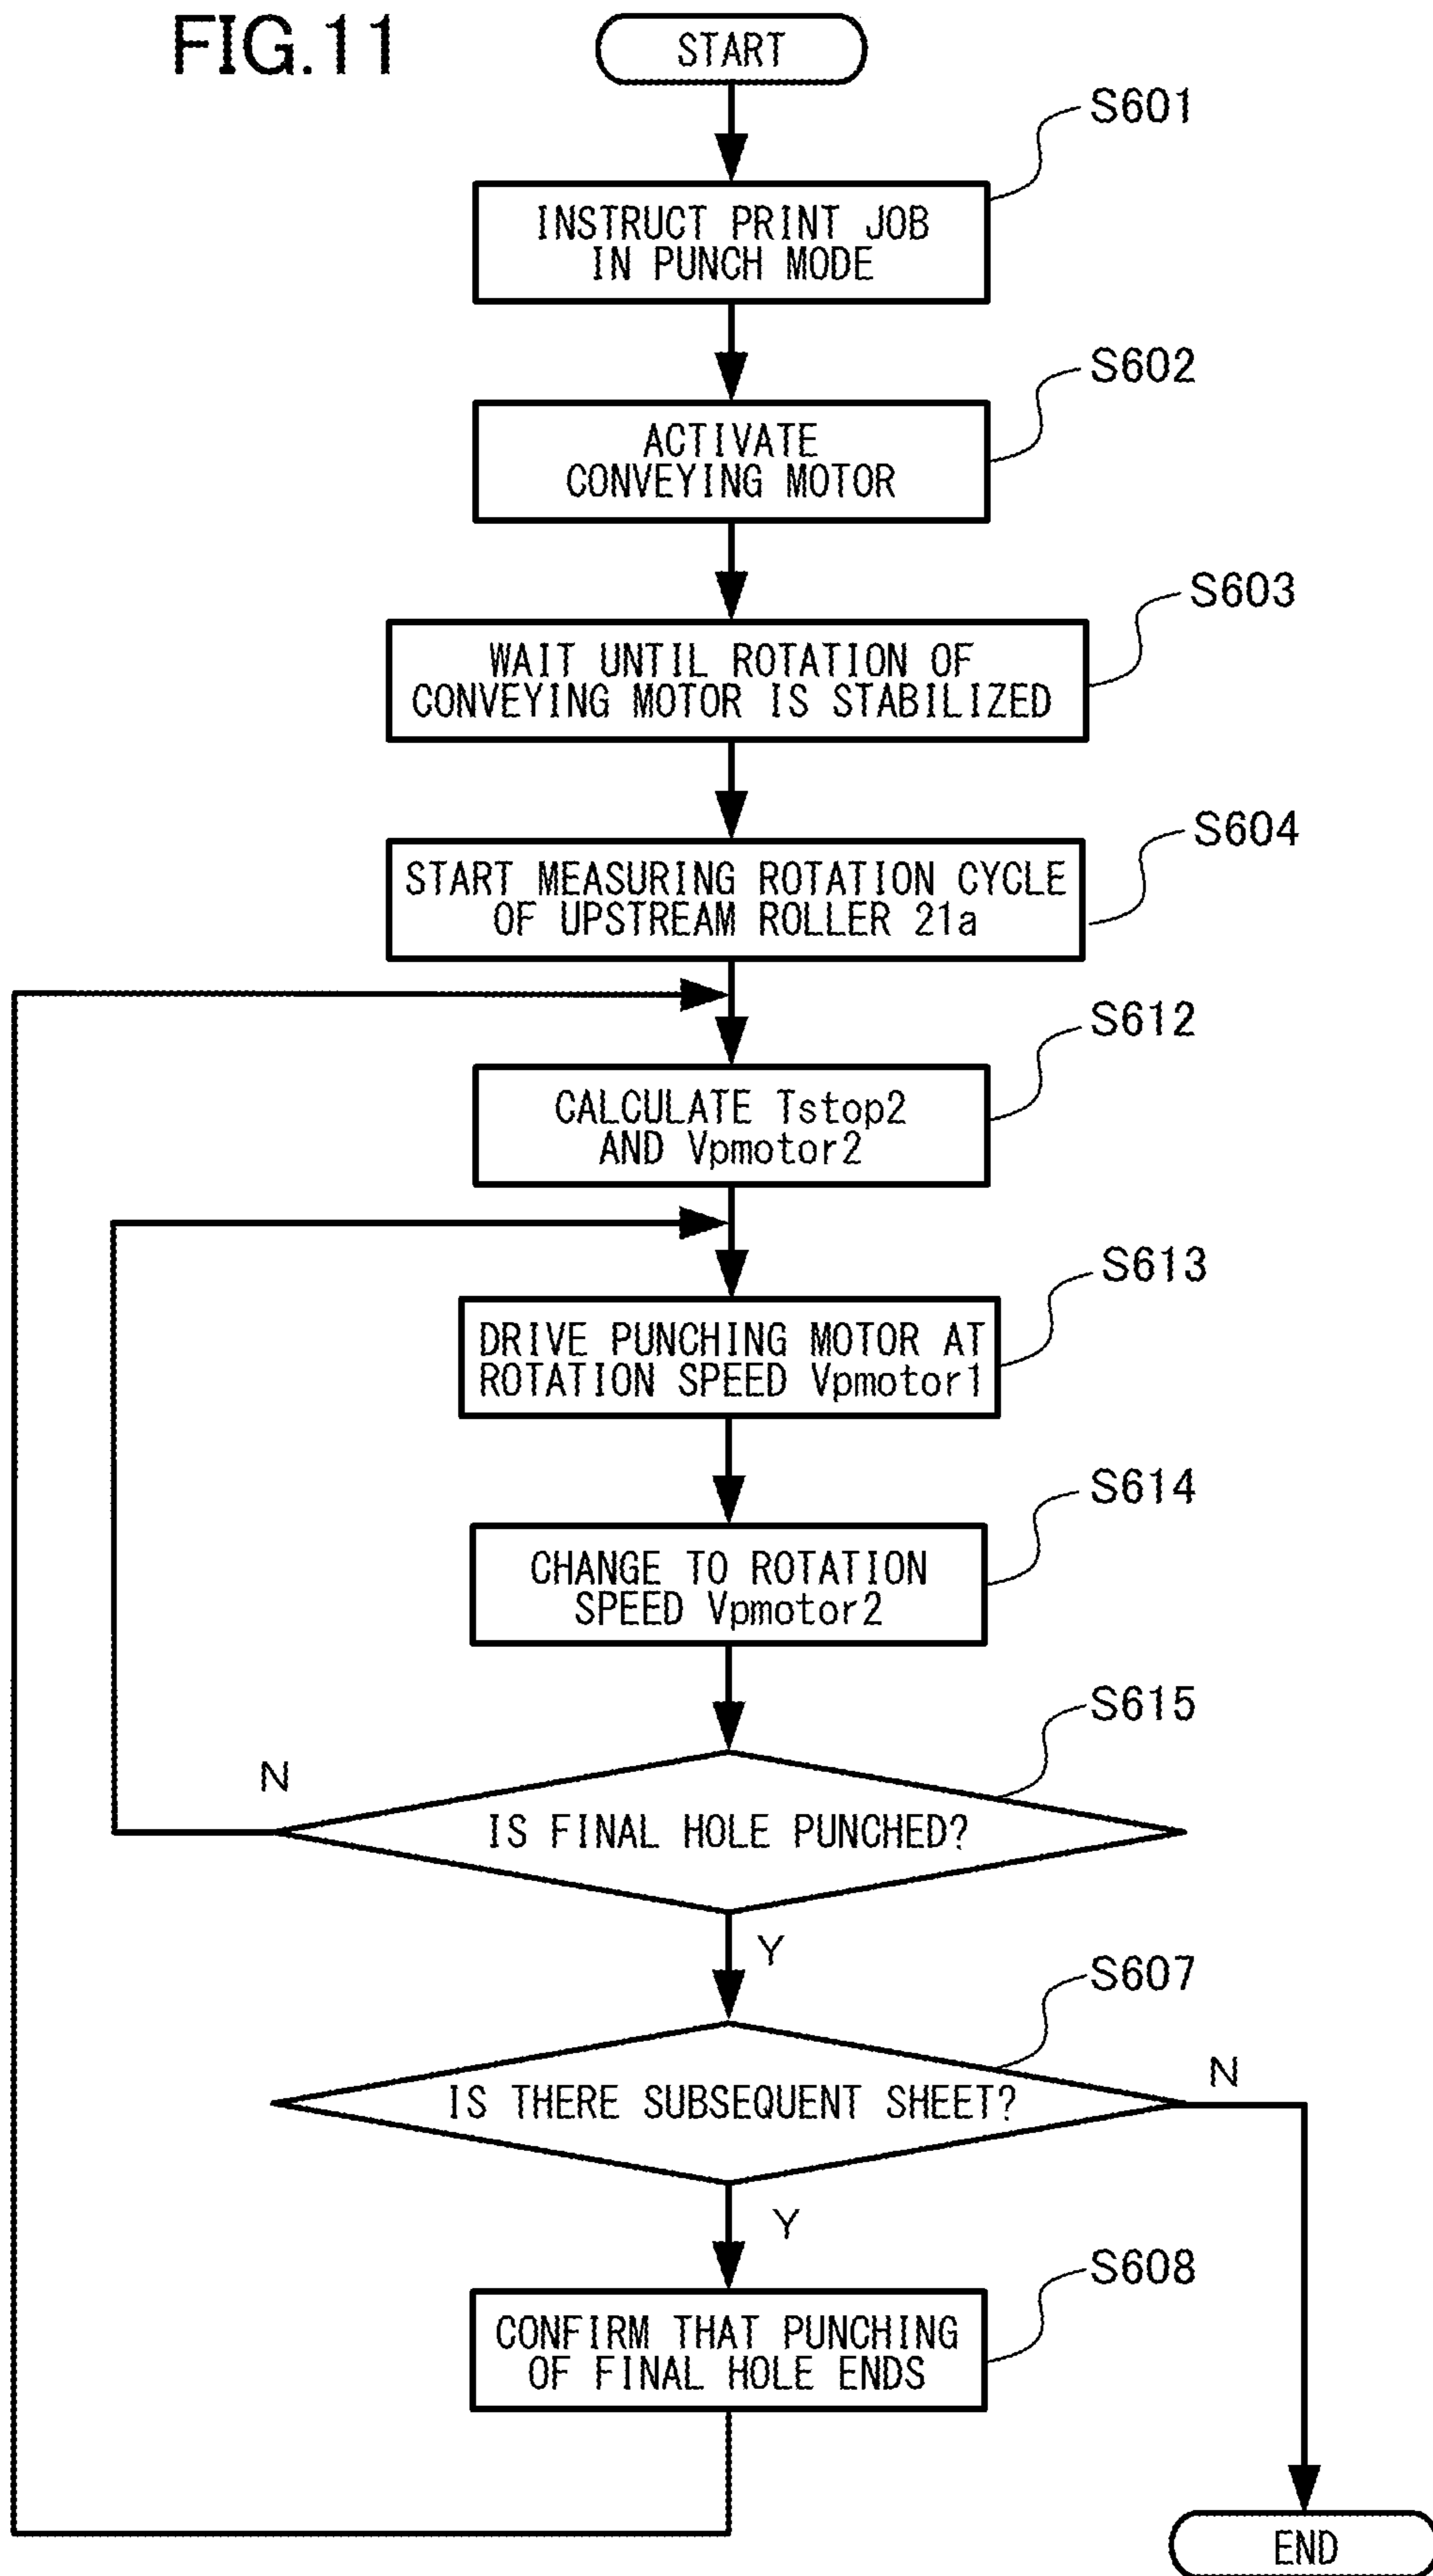 FIG.11
START
S601
INSTRUCT PRINT JOB
IN PUNCH MODE
S602
ACTIVATE
CONVEYING MOTOR
S603
WAIT UNTIL ROTATION OF
CONVEYING MOTOR IS STABILIZED
S604
START MEASURING ROTATION CYCLE
OF UPSTREAM ROLLER 21a
S612
CALCULATE Tstop2
AND Vpmotor2
S613
DRIVE PUNCHING MOTOR AT
ROTATION SPEED Vpmotor1
S614
CHANGE TO ROTATION
SPEED Vpmotor2
S615
N
IS FINAL HOLE PUNCHED?
Y
S607
N
IS THERE SUBSEQUENT SHEET?
Y
S608
CONFIRM THAT PUNCHING
OF FINAL HOLE ENDS
END